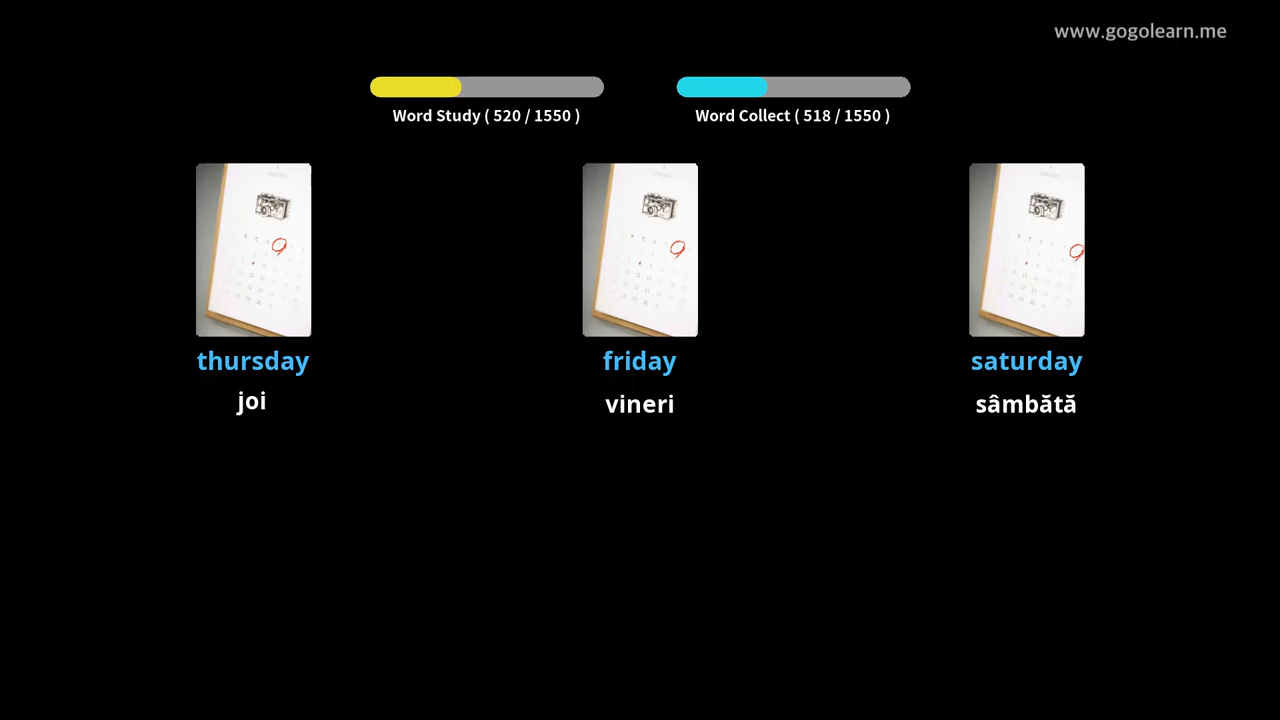 www.gogolearn.me
Word Study ( 520 / 1550 )
Word Collect ( 518 / 1550 )
thursday
friday
saturday
joi
vineri
sâmbătă